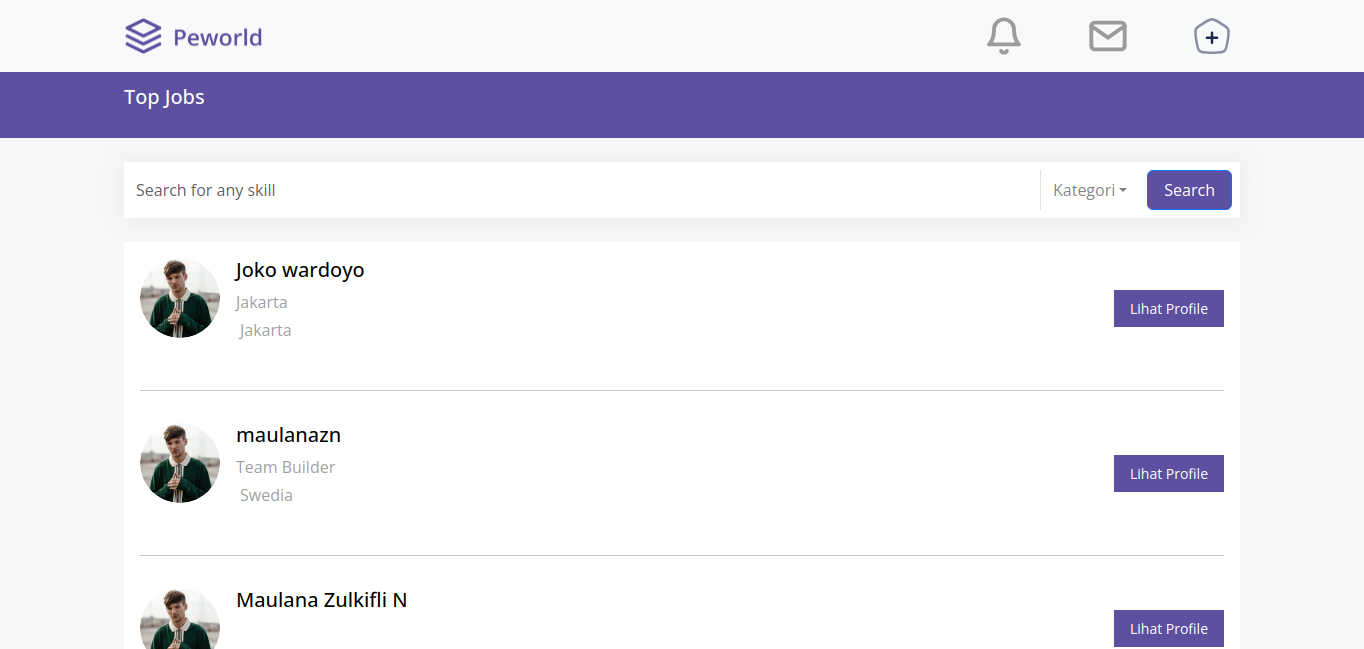 Peworld
Top Jobs
Search for any skill
Kategori
Search
Joko wardoyo
Jakarta
Jakarta
Lihat Profile
maulanazn
Team Builder
Swedia
Lihat Profile
Maulana Zulkifli N
Lihat Profile